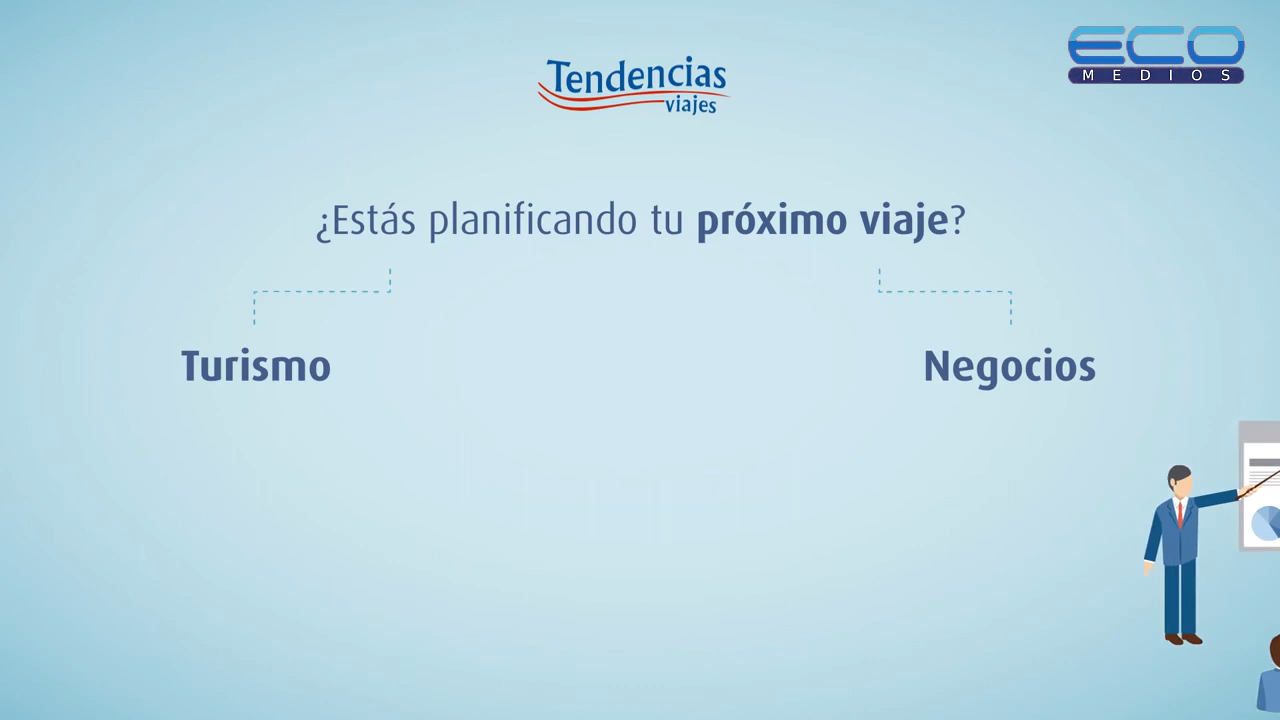 Tendencias
viajes
ECO
MEDIOS
¿Estás planificando tu próximo viaje?
Turismo
Negocios